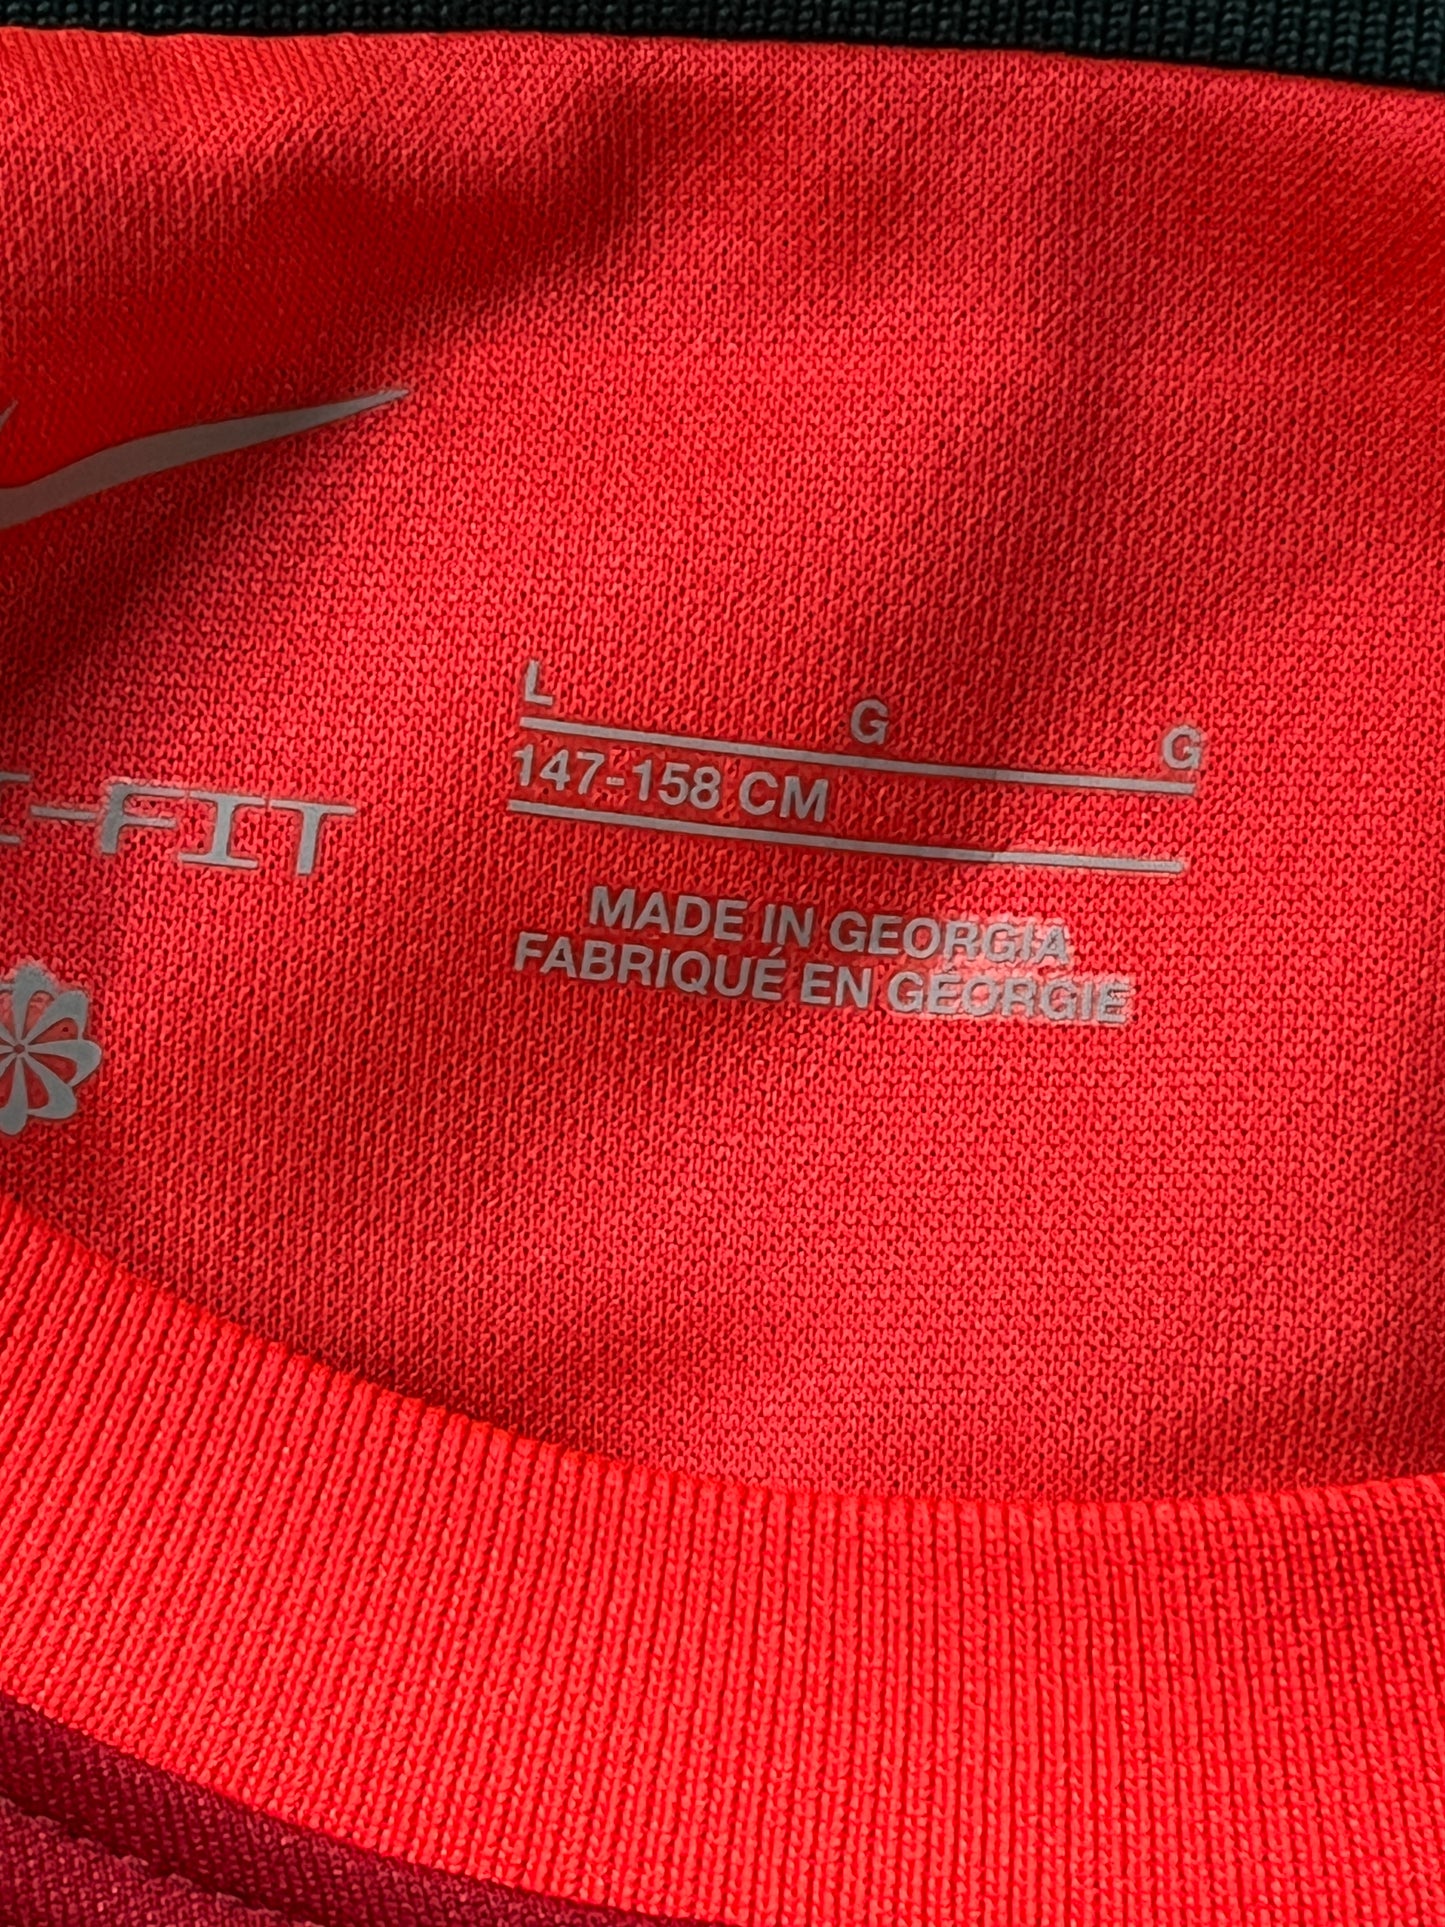 L G G
147-158 CM
-FIT
MADE IN GEORGIA
FABRIQUÉ EN GÉORGIE